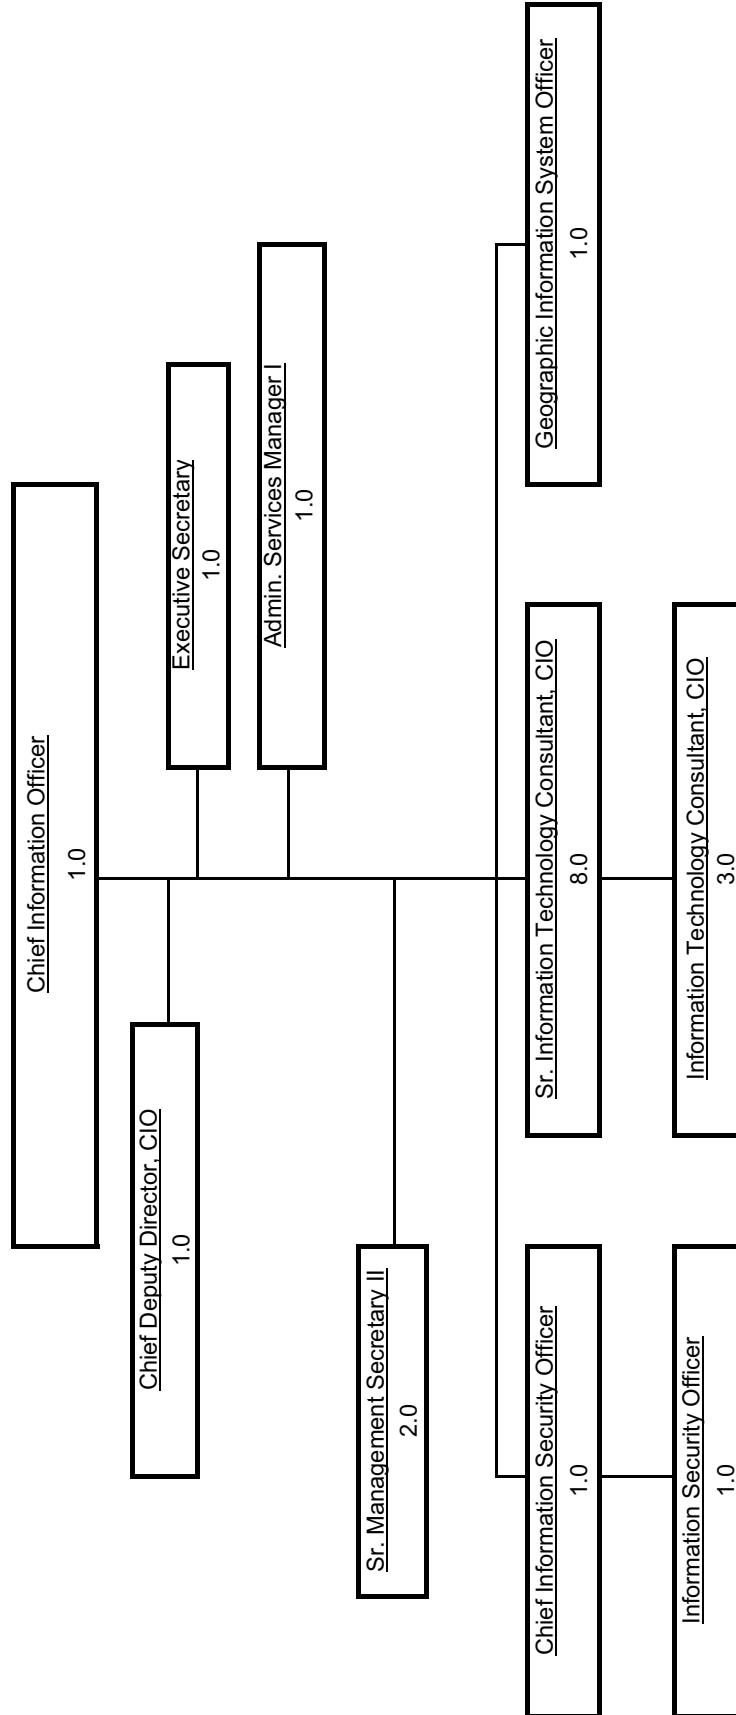 Chief Information Officer
1.0
Chief Deputy Director, CIO
1.0
Executive Secretary
1.0
Admin. Services Manager I
1.0
Sr. Management Secretary II
2.0
Chief Information Security Officer
1.0
Sr. Information Technology Consultant, CIO
8.0
Geographic Information System Officer
1.0
Information Security Officer
1.0
Information Technology Consultant, CIO
3.0